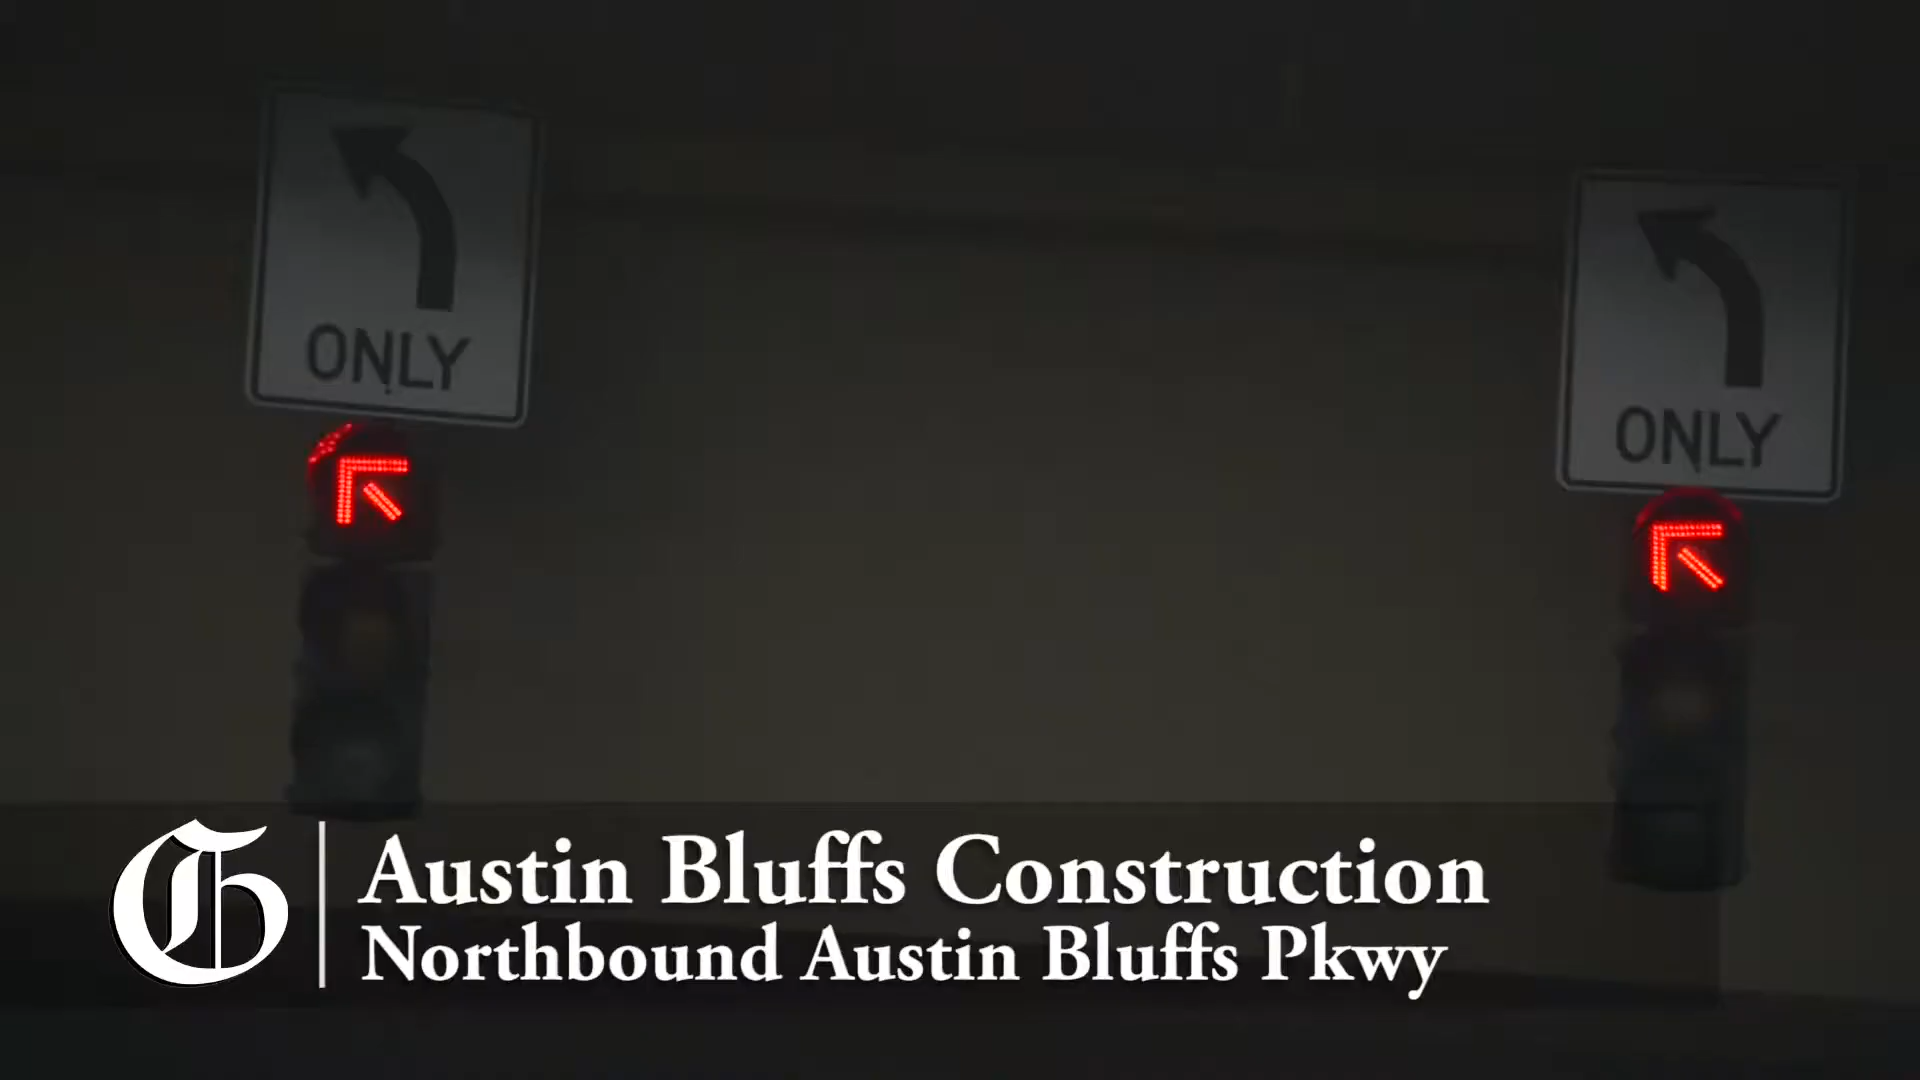 ONLY
ONLY
G
Austin Bluffs Construction
Northbound Austin Bluffs Pkwy